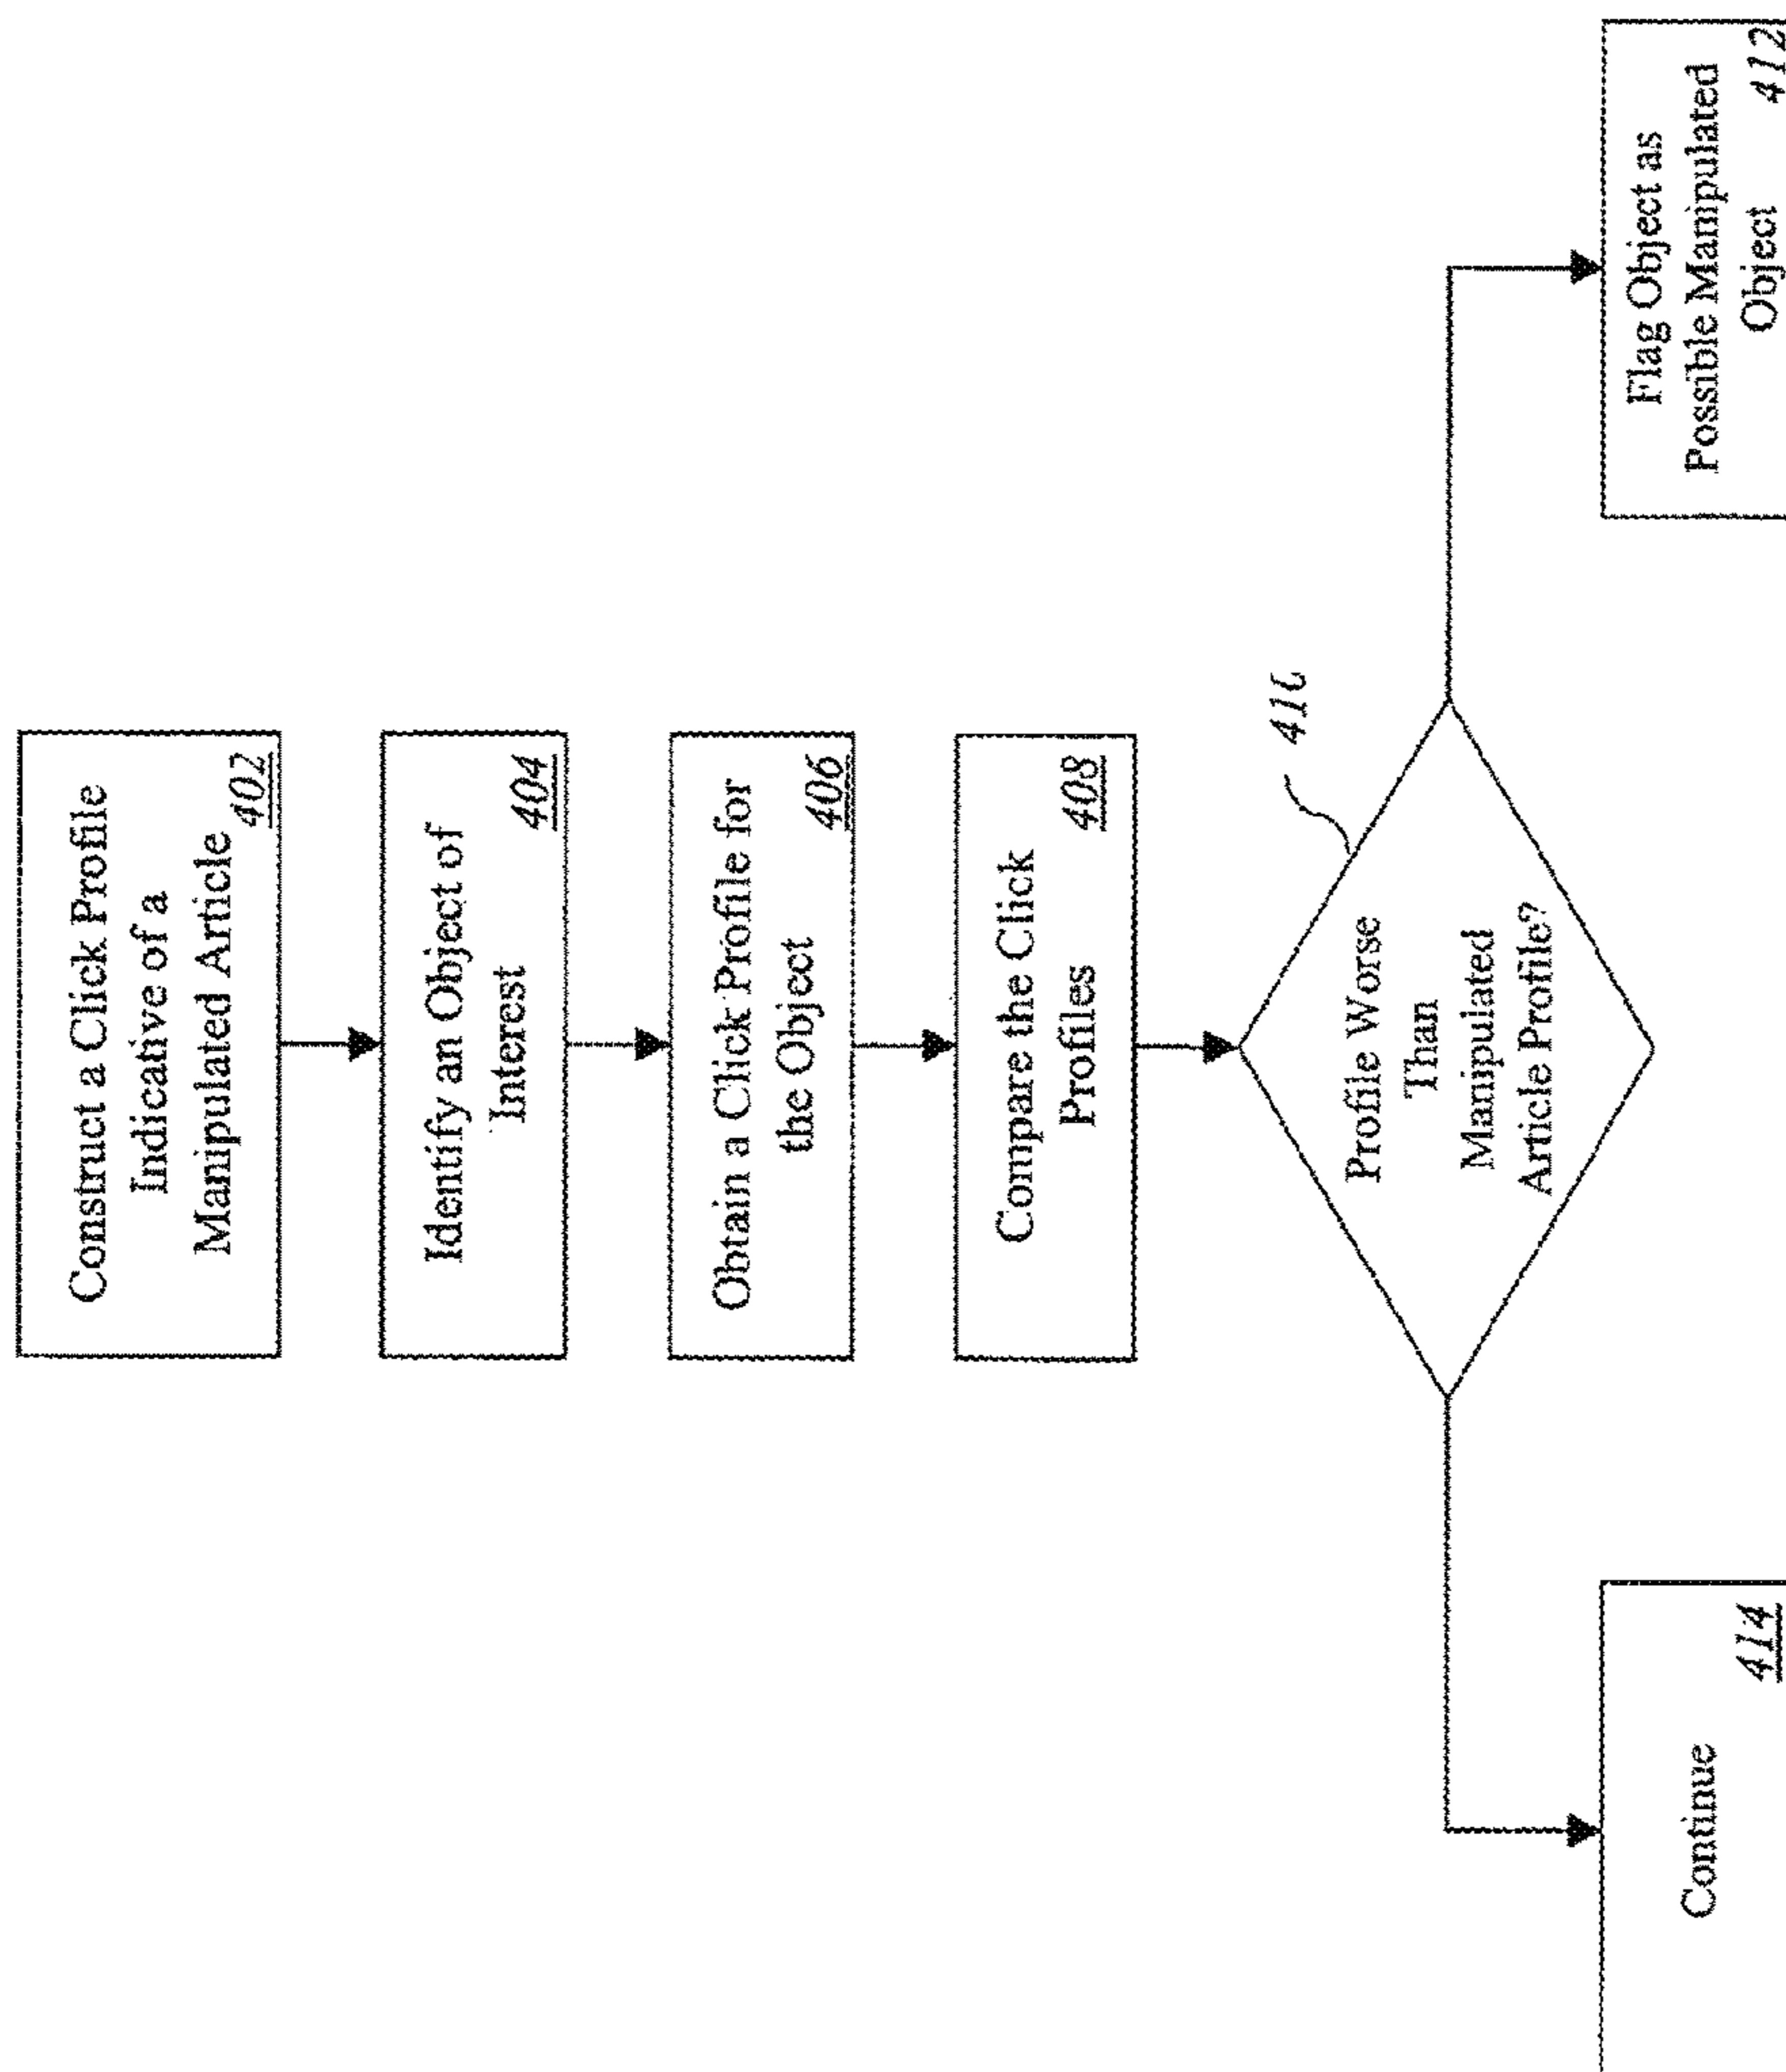 Construct a Click Profile
Indicative of a
Manipulated Article
402
Identify an Object of
Interest
404
Obtain a Click Profile for
the Object
406
Compare the Click
Profiles
408
410
Profile Worse
Than
Manipulated
Article Profile?
Flag Object as
Possible Manipulated
Object 412
Continue
414